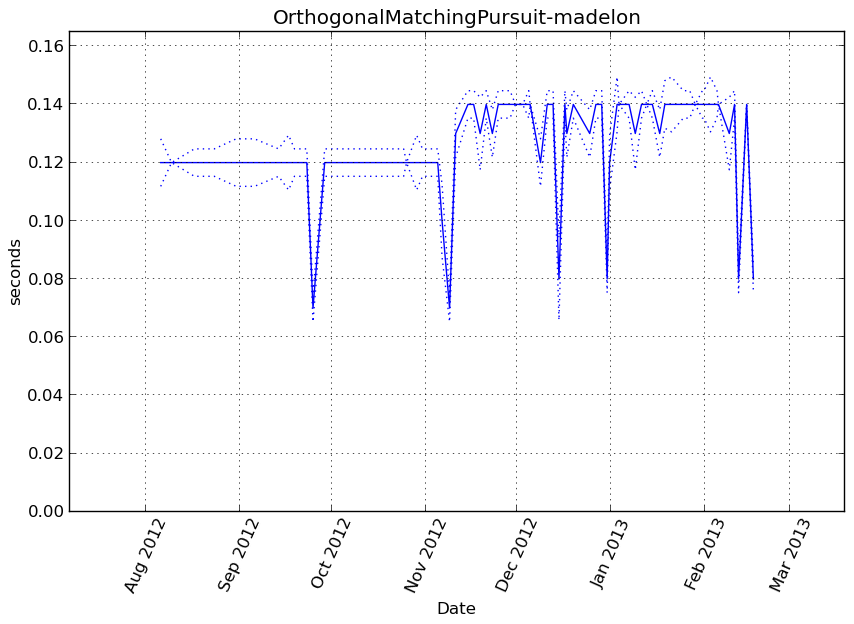 OrthogonalMatchingPursuit-madelon
0.16
0.14
0.12
0.10
0.08
0.06
0.04
0.02
0.00
seconds
Aug 2012
Sep 2012
Oct 2012
Nov 2012
Dec 2012
Jan 2013
Feb 2013
Mar 2013
Date